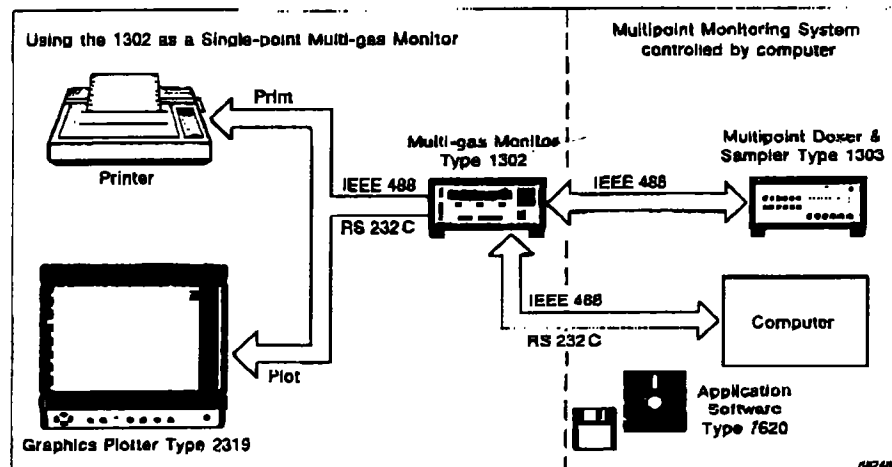 Using the 1302 as a Single-point Multi-gas Monitor
Multipoint Monitoring System
controlled by computer
Print
Printer
Multi-gas Monitor
Type 1302
Multipoint Doxer &
Sampler Type 1303
IEEE 488
RS 232 C
IEEE 488
IEEE 488
RS 232 C
Computer
Plot
Graphics Plotter Type 2319
Application
Software
Type 7620